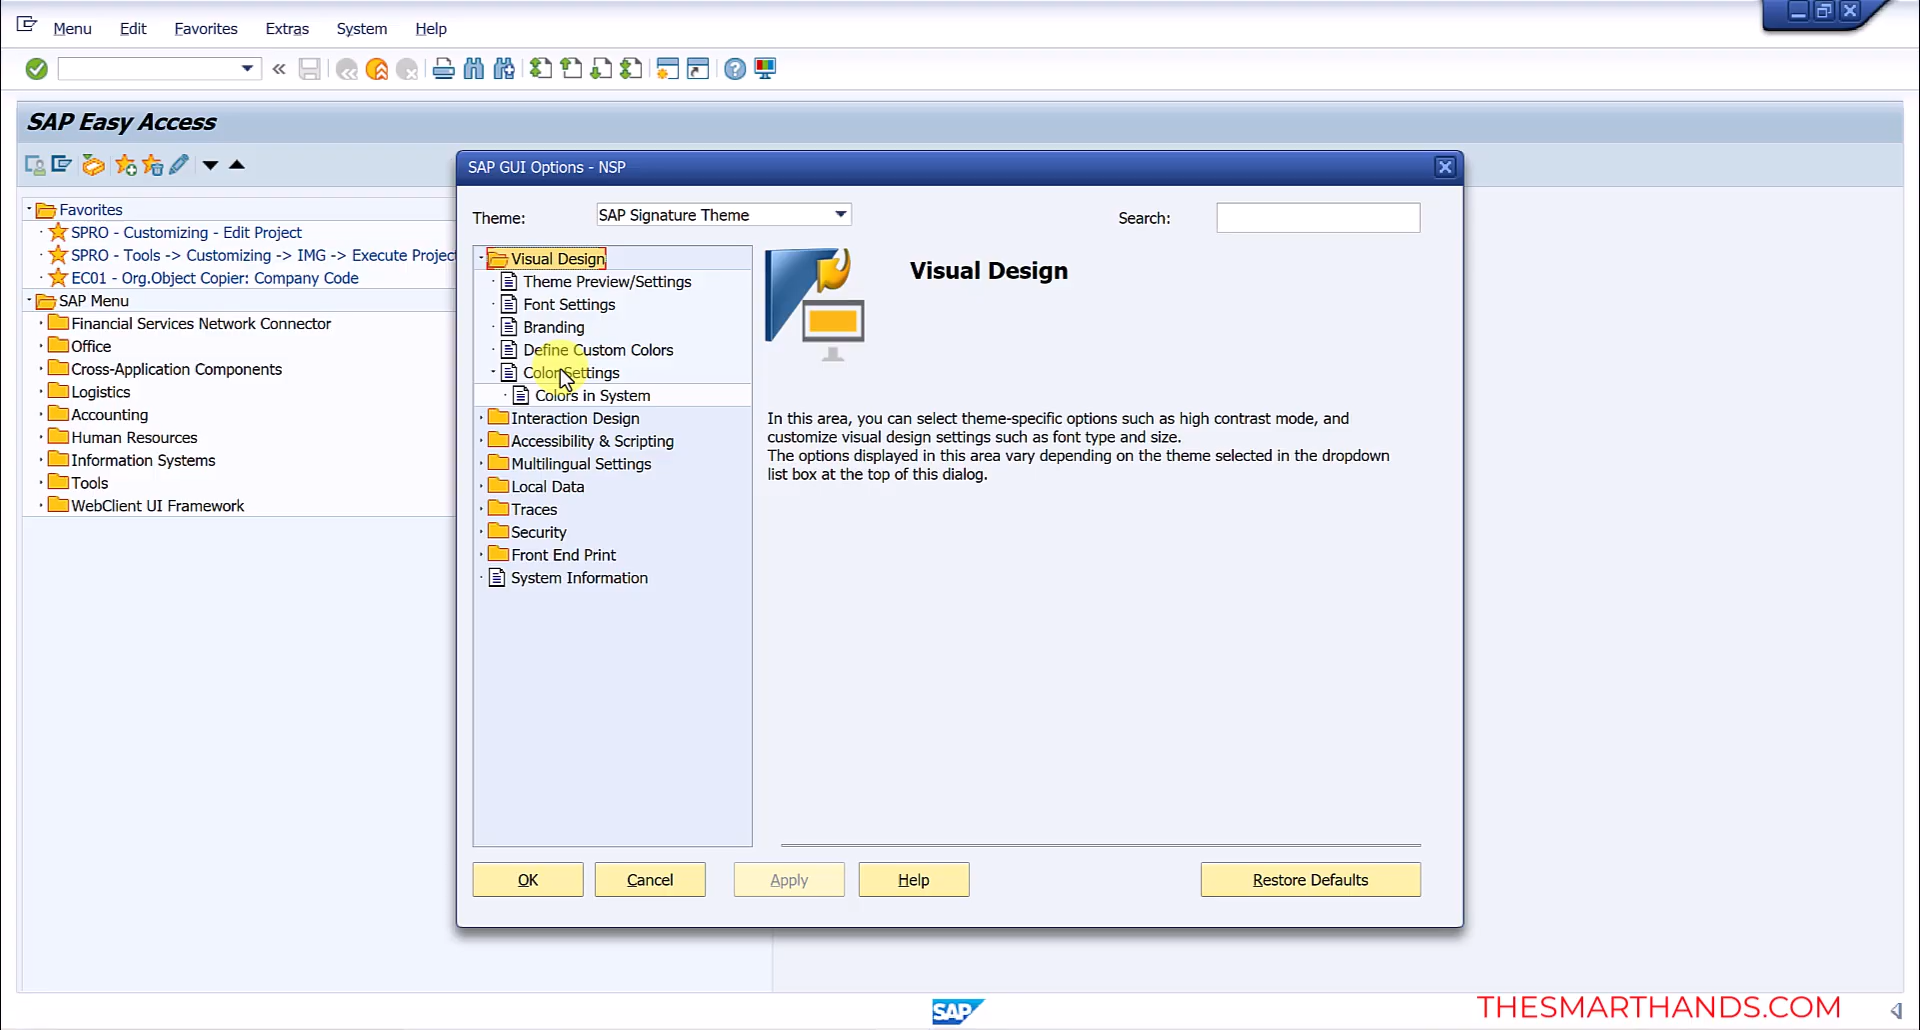 Menu Edit Favorites Extras System Help
SAP Easy Access
Favorites
SPRO - Customizing - Edit Project
SPRO - Tools -> Customizing -> IMG -> Execute Projec
EC01 - Org.Object Copier: Company Code
SAP Menu
Financial Services Network Connector
Office
Cross-Application Components
Logistics
Accounting
Human Resources
Information Systems
Tools
WebClient UI Framework
SAP GUI Options - NSP
Theme: SAP Signature Theme Search:
Visual Design
Theme Preview/Settings
Font Settings
Branding
Define Custom Colors
Color Settings
Colors in System
Interaction Design
Accessibility & Scripting
Multilingual Settings
Local Data
Traces
Security
Front End Print
System Information
Visual Design
In this area, you can select theme-specific options such as high contrast mode, and
customize visual design settings such as font type and size.
The options displayed in this area vary depending on the theme selected in the dropdown
list box at the top of this dialog.
OK Cancel Apply Help Restore Defaults
SAP
THESMARTHANDS.COM